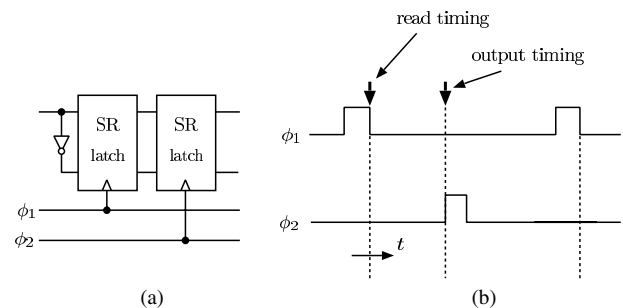 read timing
output timing
SR
latch
SR
latch
ϕ1
ϕ2
ϕ1
ϕ2
t
(a)
(b)